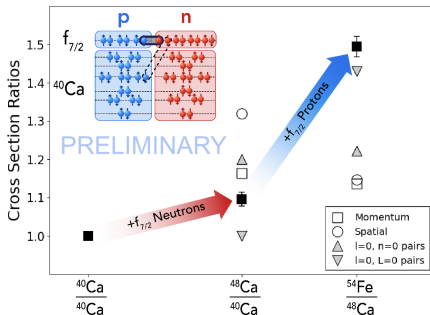 p n
f7/2
40Ca
PRELIMINARY
Cross Section Ratios
1.5
1.4
1.3
1.2
1.1
1.0
+f7/2 Neutrons
+f7/2 Protons
Momentum
Spatial
l=0, n=0 pairs
l=0, L=0 pairs
40Ca 48Ca 54Fe
40Ca 40Ca 48Ca